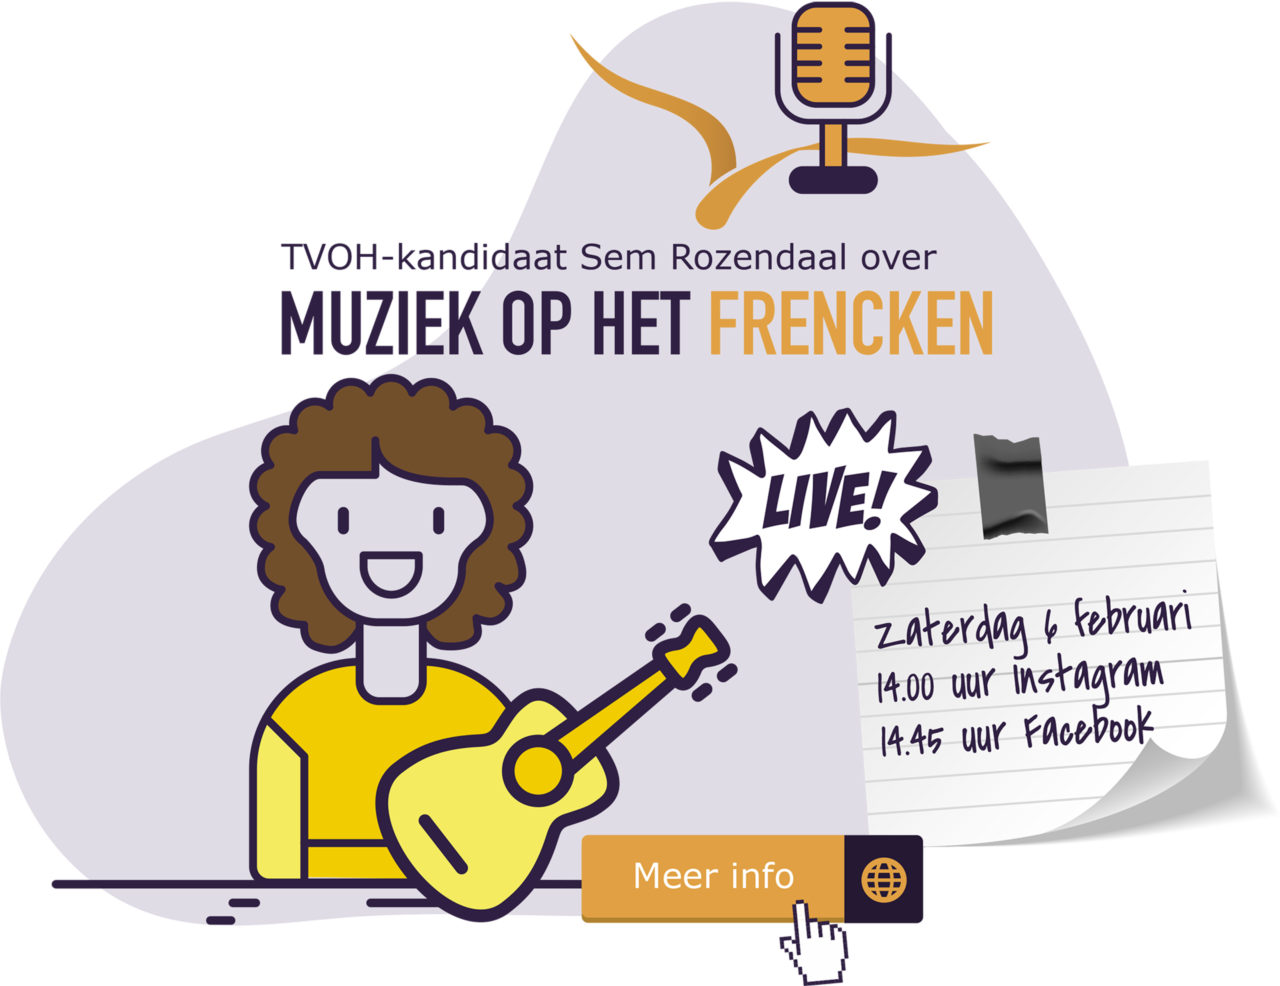 TVOH-kandidaat Sem Rozendaal over
MUZIEK OP HET FRENCKEN
LIVE!
zaterdag 6 februari
14.00 uur Instagram
14.45 uur Facebook
Meer info